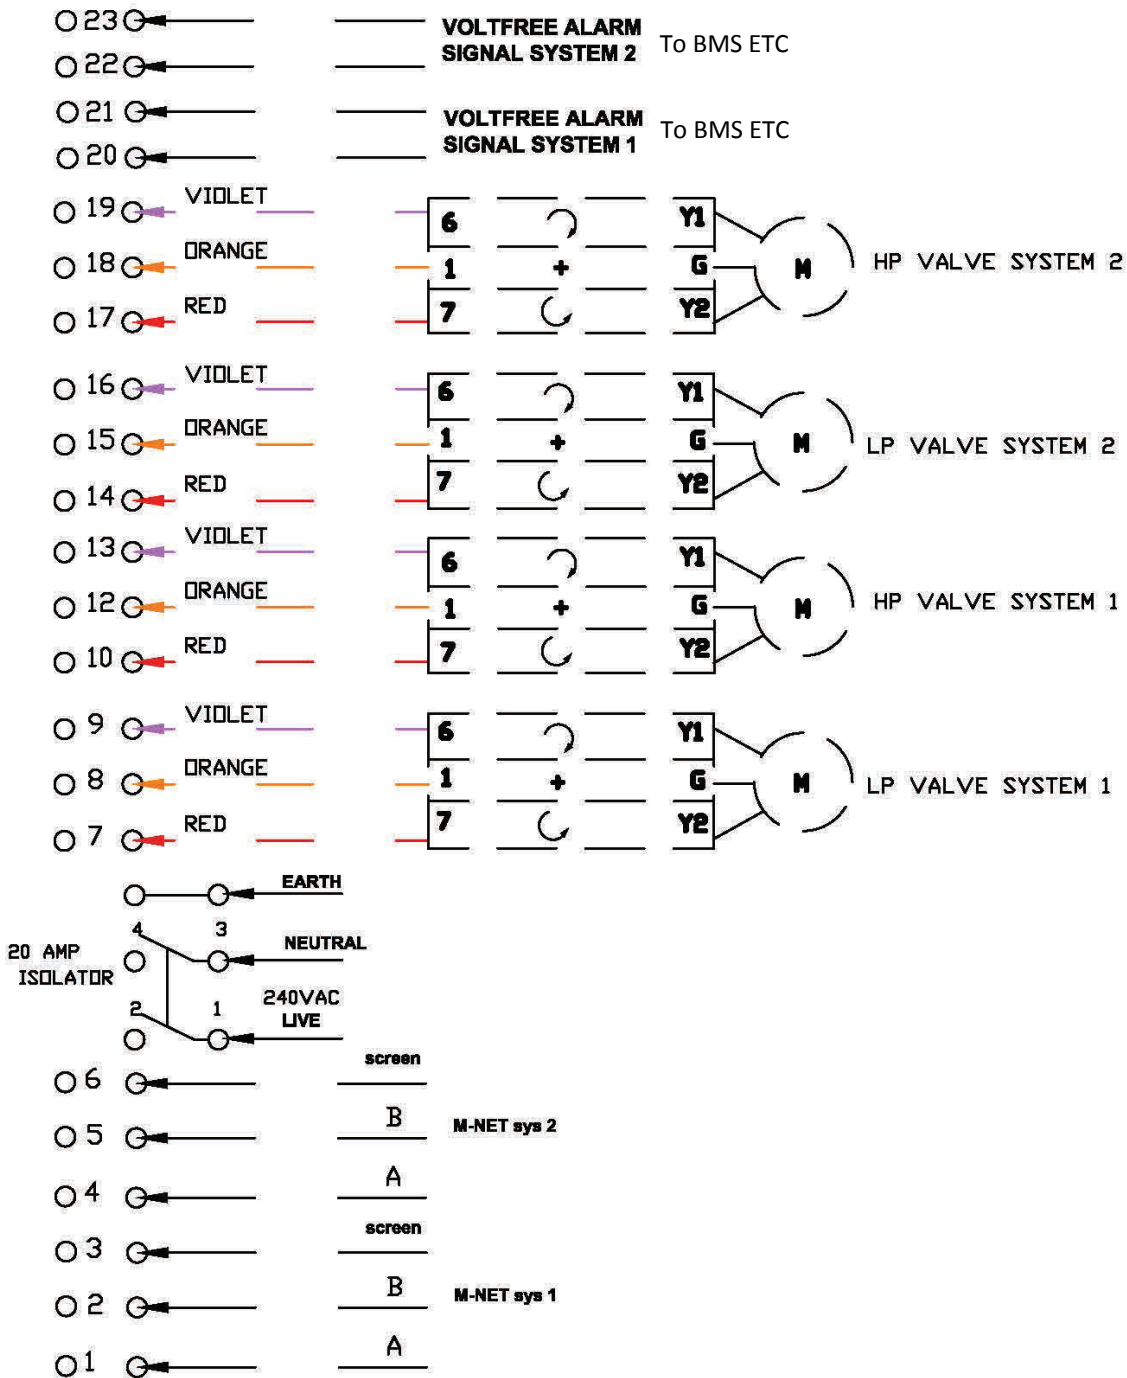 23
VOLTFREE ALARM
SIGNAL SYSTEM 2
To BMS ETC
22
21
VOLTFREE ALARM
SIGNAL SYSTEM 1
To BMS ETC
20
19 VIOLET 6 Y1
18 ORANGE 1 + G M HP VALVE SYSTEM 2
17 RED 7 Y2
16 VIOLET 6 Y1
15 ORANGE 1 + G M LP VALVE SYSTEM 2
14 RED 7 Y2
13 VIOLET 6 Y1
12 ORANGE 1 + G M HP VALVE SYSTEM 1
10 RED 7 Y2
9 VIOLET 6 Y1
8 ORANGE 1 + G M LP VALVE SYSTEM 1
7 RED 7 Y2
EARTH
4 3
20 AMP
ISOLATOR
NEUTRAL
2 1
240VAC
LIVE
6 screen
5 B M-NET sys 2
4 A
3 screen
2 B M-NET sys 1
1 A